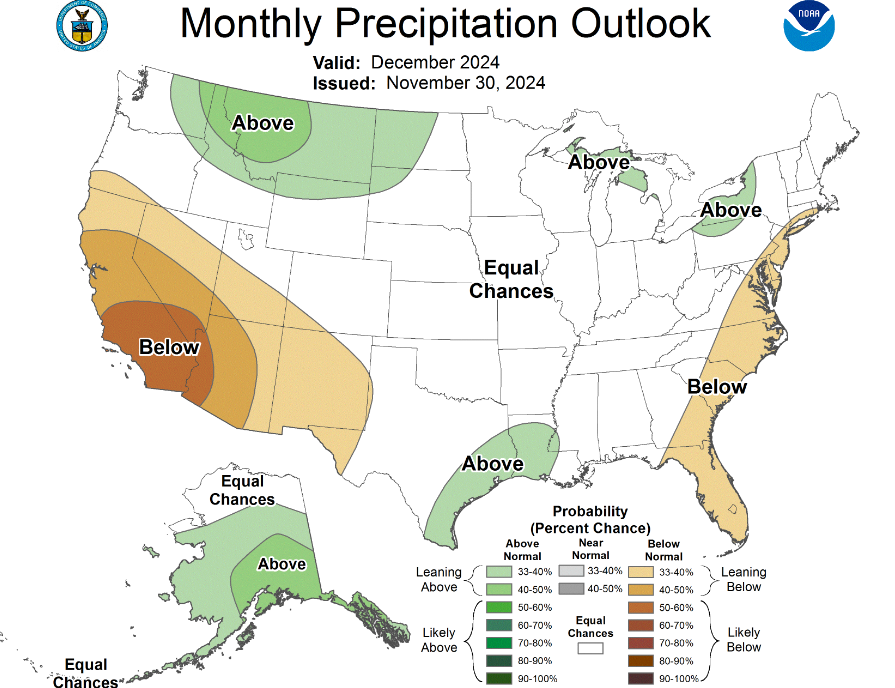 Monthly Precipitation Outlook
NOAA
Valid: December 2024
Issued: November 30, 2024
Above
Above
Above
Equal
Chances
Below
Below
Above
Equal
Chances
Above
Equal
Chances
Probability
(Percent Chance)
Above
Normal
Near
Normal
Below
Normal
Leaning
Above
33-40%
33-40%
33-40%
Leaning
Below
40-50%
40-50%
40-50%
Likely
Above
50-60%
50-60%
Likely
Below
60-70%
Equal
Chances
60-70%
70-80%
70-80%
80-90%
80-90%
90-100%
90-100%